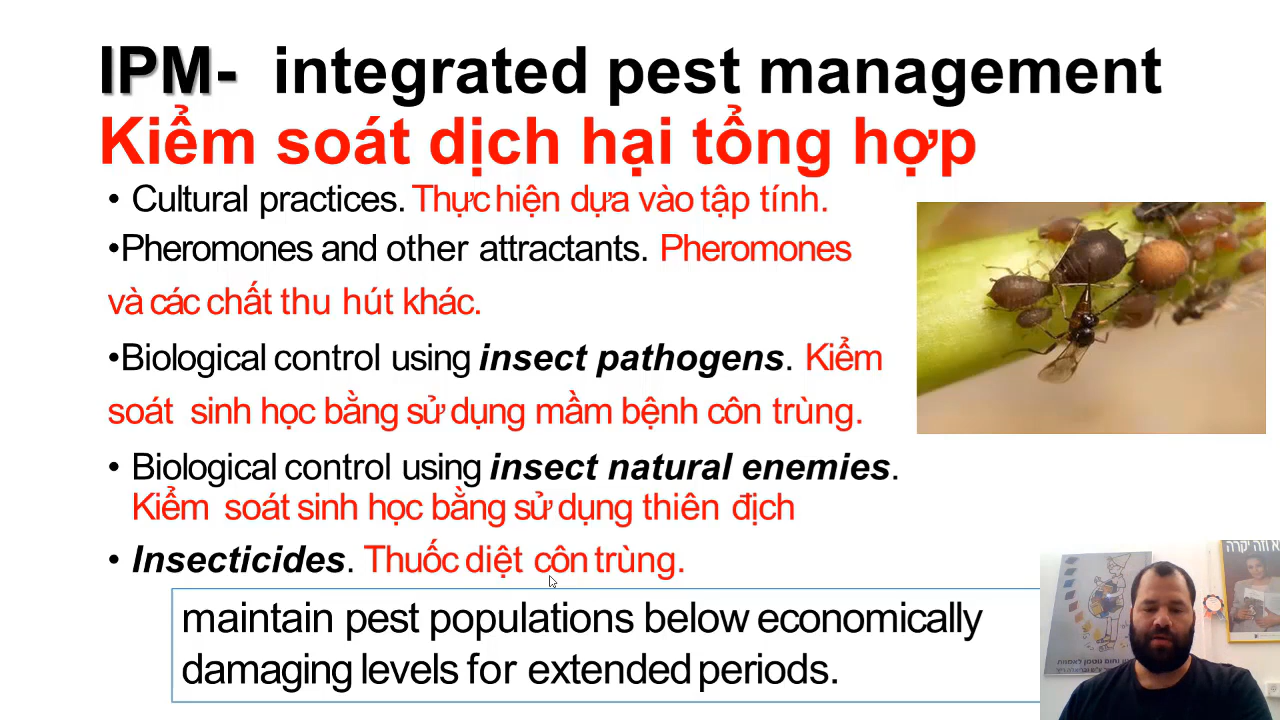 IPM- integrated pest management
Kiểm soát dịch hại tổng hợp
• Cultural practices. Thực hiện dựa vào tập tính.
•Pheromones and other attractants. Pheromones
và các chất thu hút khác.
•Biological control using insect pathogens. Kiểm
soát sinh học bằng sử dụng mầm bệnh côn trùng.
• Biological control using insect natural enemies.
Kiểm soát sinh học bằng sử dụng thiên địch
• Insecticides. Thuốc diệt côn trùng.
maintain pest populations below economically
damaging levels for extended periods.
א זוה יקרה